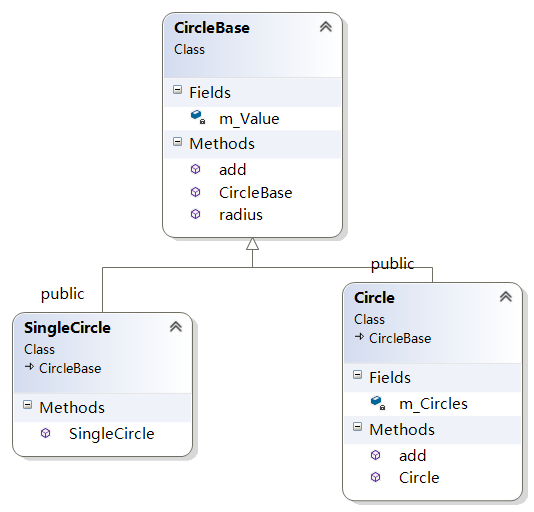 CircleBase
Class
Fields
m_Value
Methods
add
CircleBase
radius
public
public
SingleCircle
Class
CircleBase
Methods
SingleCircle
Circle
Class
CircleBase
Fields
m_Circles
Methods
add
Circle